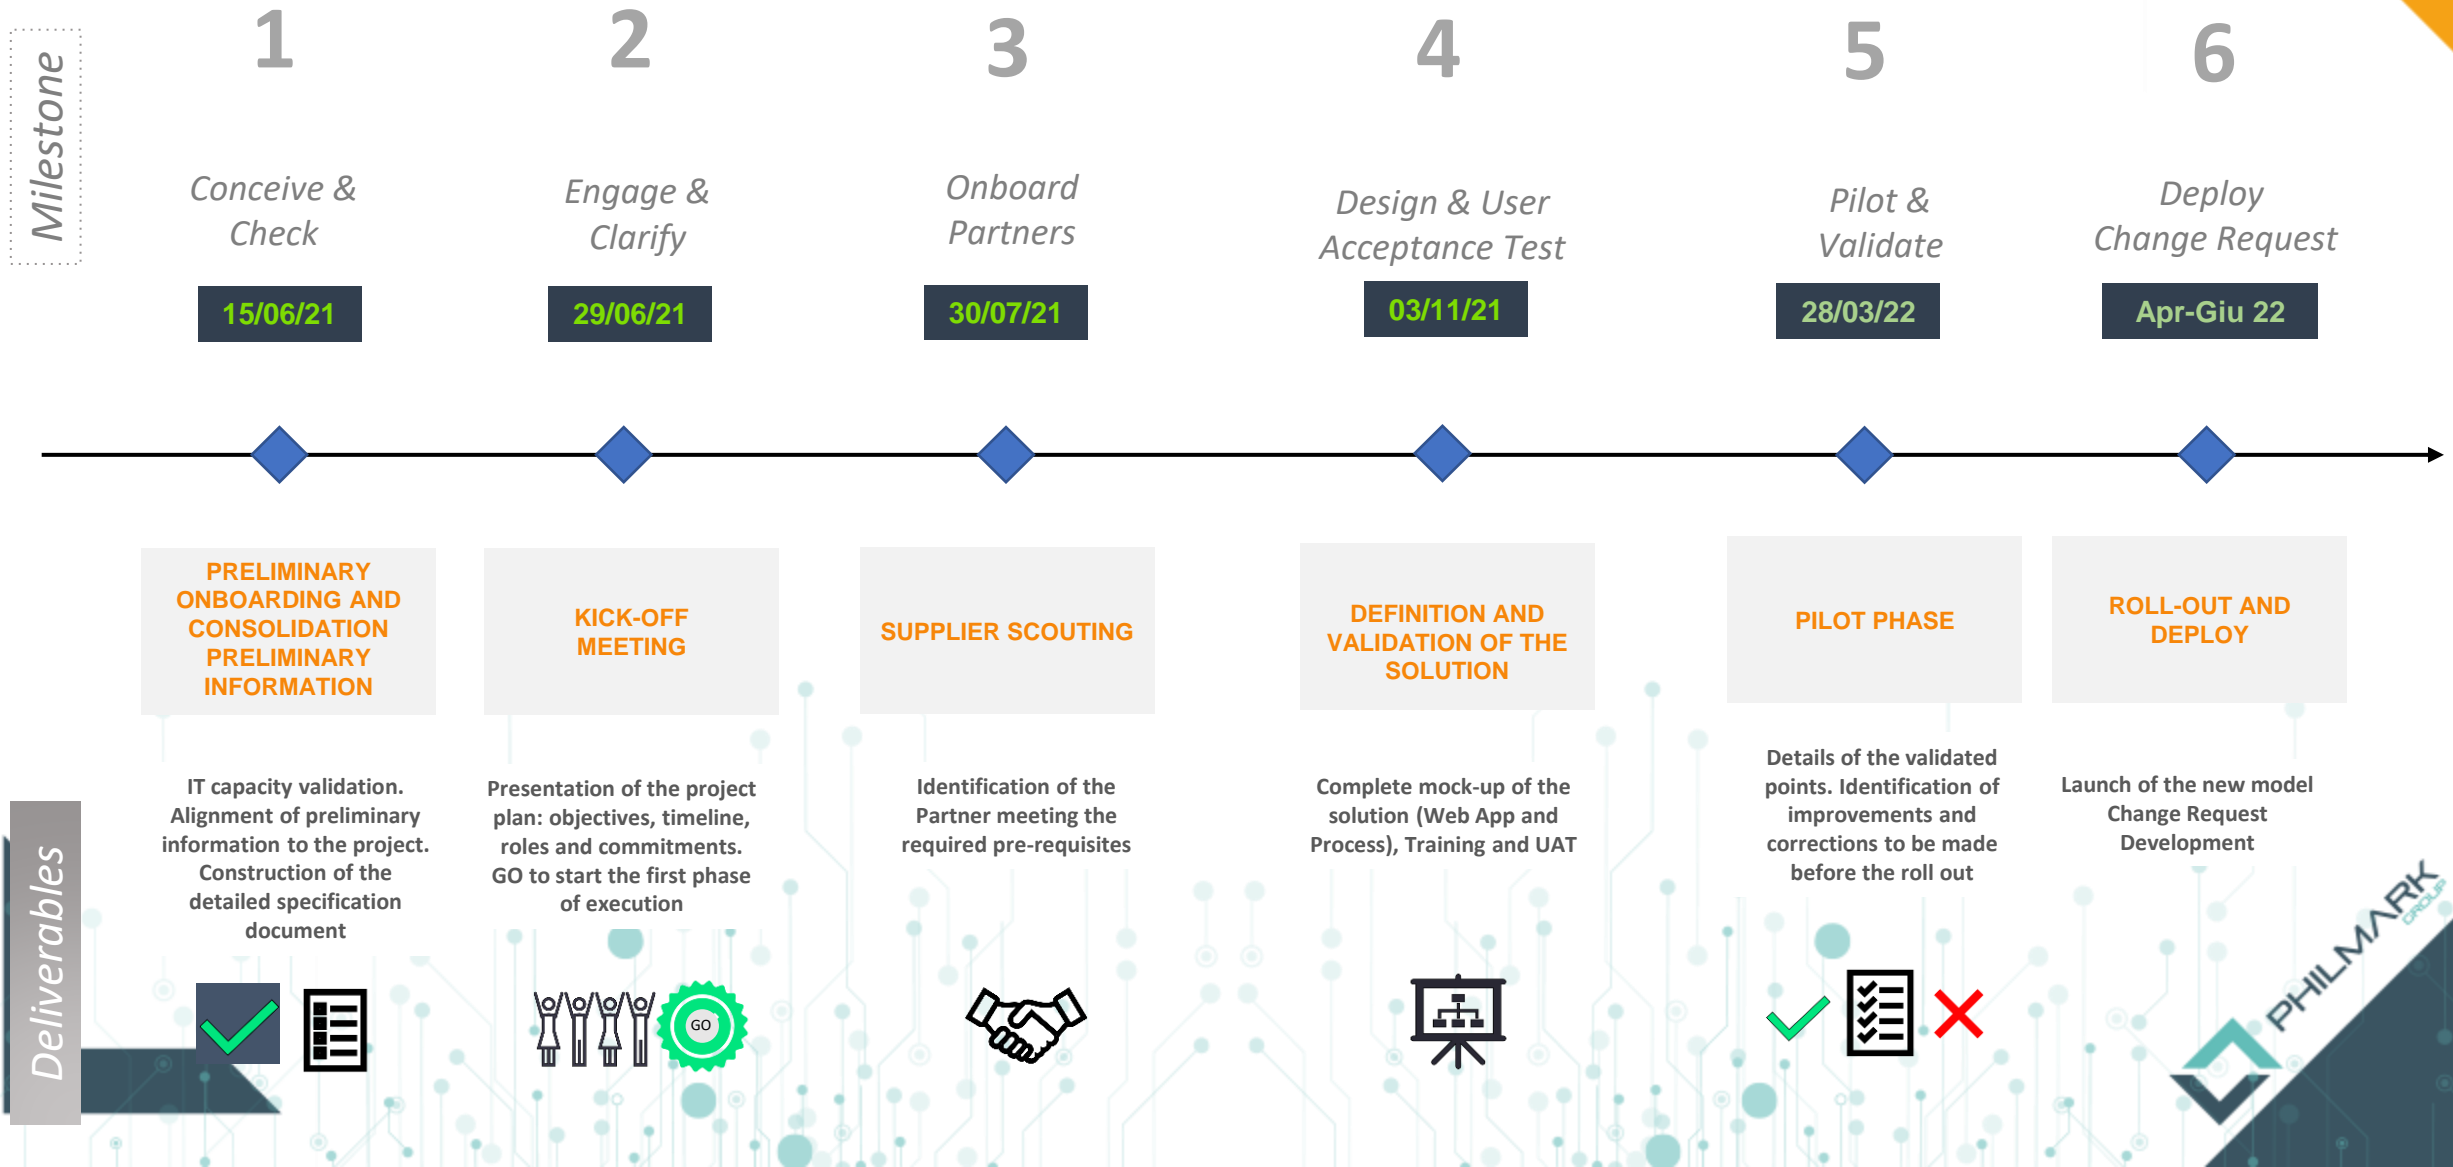 Milestone
1
2
3
4
5
6
Conceive &
Check
Engage &
Clarify
Onboard
Partners
Design & User
Acceptance Test
Pilot &
Validate
Deploy
Change Request
15/06/21
29/06/21
30/07/21
03/11/21
28/03/22
Apr-Giu 22
PRELIMINARY
ONBOARDING AND
CONSOLIDATION
PRELIMINARY
INFORMATION
KICK-OFF
MEETING
SUPPLIER SCOUTING
DEFINITION AND
VALIDATION OF THE
SOLUTION
PILOT PHASE
ROLL-OUT AND
DEPLOY
Deliverables
IT capacity validation.
Alignment of preliminary
information to the project.
Construction of the
detailed specification
document
Presentation of the project
plan: objectives, timeline,
roles and commitments.
GO to start the first phase
of execution
Identification of the
Partner meeting the
required pre-requisites
Complete mock-up of the
solution (Web App and
Process), Training and UAT
Details of the validated
points. Identification of
improvements and
corrections to be made
before the roll out
Launch of the new model
Change Request
Development
GO
PHILMARK
GROUP